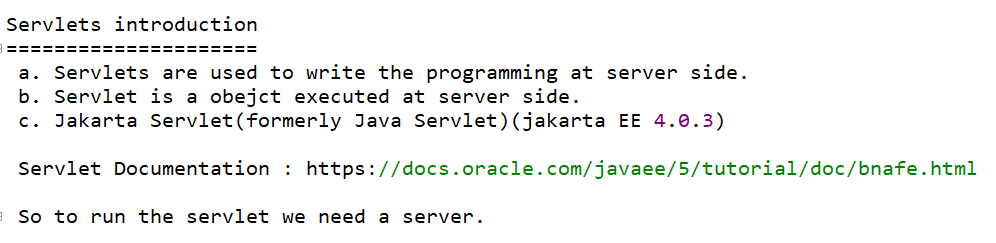 Servlets introduction
=====================
a. Servlets are used to write the programming at server side.
b. Servlet is a obejct executed at server side.
c. Jakarta Servlet(formerly Java Servlet)(jakarta EE 4.0.3)
Servlet Documentation : https://docs.oracle.com/javaee/5/tutorial/doc/bnafe.html
So to run the servlet we need a server.